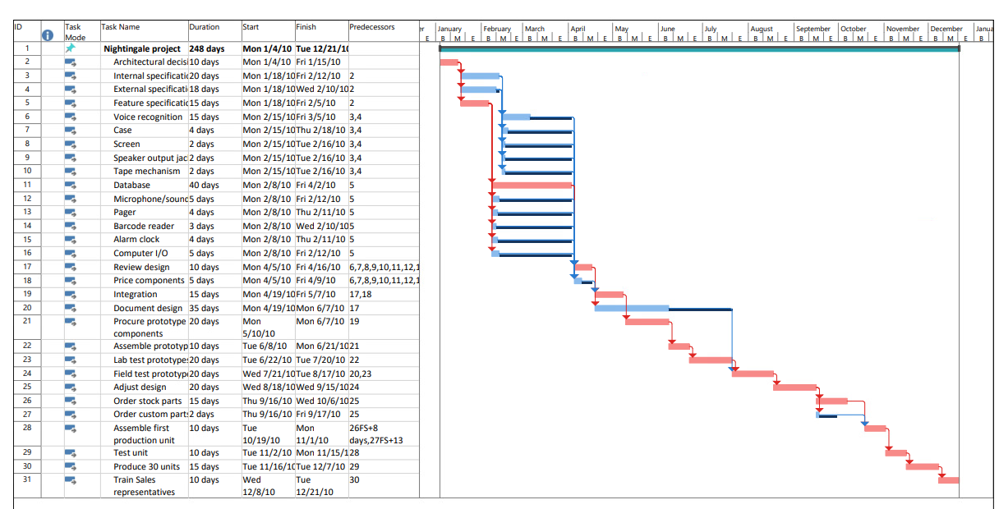 ID Task Mode Task Name Duration Start Finish Predecessors
er January February March April May June July August September October November December Janua
E B M E B M E B M E B M E B M E B M E B M E B M E B M E B M E B M E B M E B
1 Nightingale project 248 days Mon 1/4/10 Tue 12/21/10
2 Architectural decisi 10 days Mon 1/4/10 Fri 1/15/10
3 Internal specificati 20 days Mon 1/18/10 Fri 2/12/10 2
4 External specificati 18 days Mon 1/18/10 Wed 2/10/10 2
5 Feature specificatic 15 days Mon 1/18/10 Fri 2/5/10 2
6 Voice recognition 15 days Mon 2/15/10 Fri 3/5/10 3,4
7 Case 4 days Mon 2/15/10 Thu 2/18/10 3,4
8 Screen 2 days Mon 2/15/10 Tue 2/16/10 3,4
9 Speaker output jac 2 days Mon 2/15/10 Tue 2/16/10 3,4
10 Tape mechanism 2 days Mon 2/15/10 Tue 2/16/10 3,4
11 Database 40 days Mon 2/8/10 Fri 4/2/10 5
12 Microphone/sound 5 days Mon 2/8/10 Fri 2/12/10 5
13 Pager 4 days Mon 2/8/10 Thu 2/11/10 5
14 Barcode reader 3 days Mon 2/8/10 Wed 2/10/10 5
15 Alarm clock 4 days Mon 2/8/10 Thu 2/11/10 5
16 Computer I/O 5 days Mon 2/8/10 Fri 2/12/10 5
17 Review design 10 days Mon 4/5/10 Fri 4/16/10 6,7,8,9,10,11,12,1
18 Price components 5 days Mon 4/5/10 Fri 4/9/10 6,7,8,9,10,11,12,1
19 Integration 15 days Mon 4/19/10 Fri 5/7/10 17,18
20 Document design 35 days Mon 4/19/10 Mon 6/7/10 17
21 Procure prototype 20 days Mon Mon 6/7/10 19
components 5/10/10
22 Assemble prototyp 10 days Tue 6/8/10 Mon 6/21/10 21
23 Lab test prototypes 20 days Tue 6/22/10 Tue 7/20/10 22
24 Field test prototype 20 days Wed 7/21/10 Tue 8/17/10 20,23
25 Adjust design 20 days Wed 8/18/10 Wed 9/15/10 24
26 Order stock parts 15 days Thu 9/16/10 Wed 10/6/10 25
27 Order custom parts 2 days Thu 9/16/10 Fri 9/17/10 25
28 Assemble first 10 days Tue Mon 26FS+8
production unit 10/19/10 11/1/10 days,27FS+13
29 Test unit 10 days Tue 11/2/10 Mon 11/15/1 28
30 Produce 30 units 15 days Tue 11/16/10 Tue 12/7/10 29
31 Train Sales 10 days Wed Tue 30
representatives 12/8/10 12/21/10